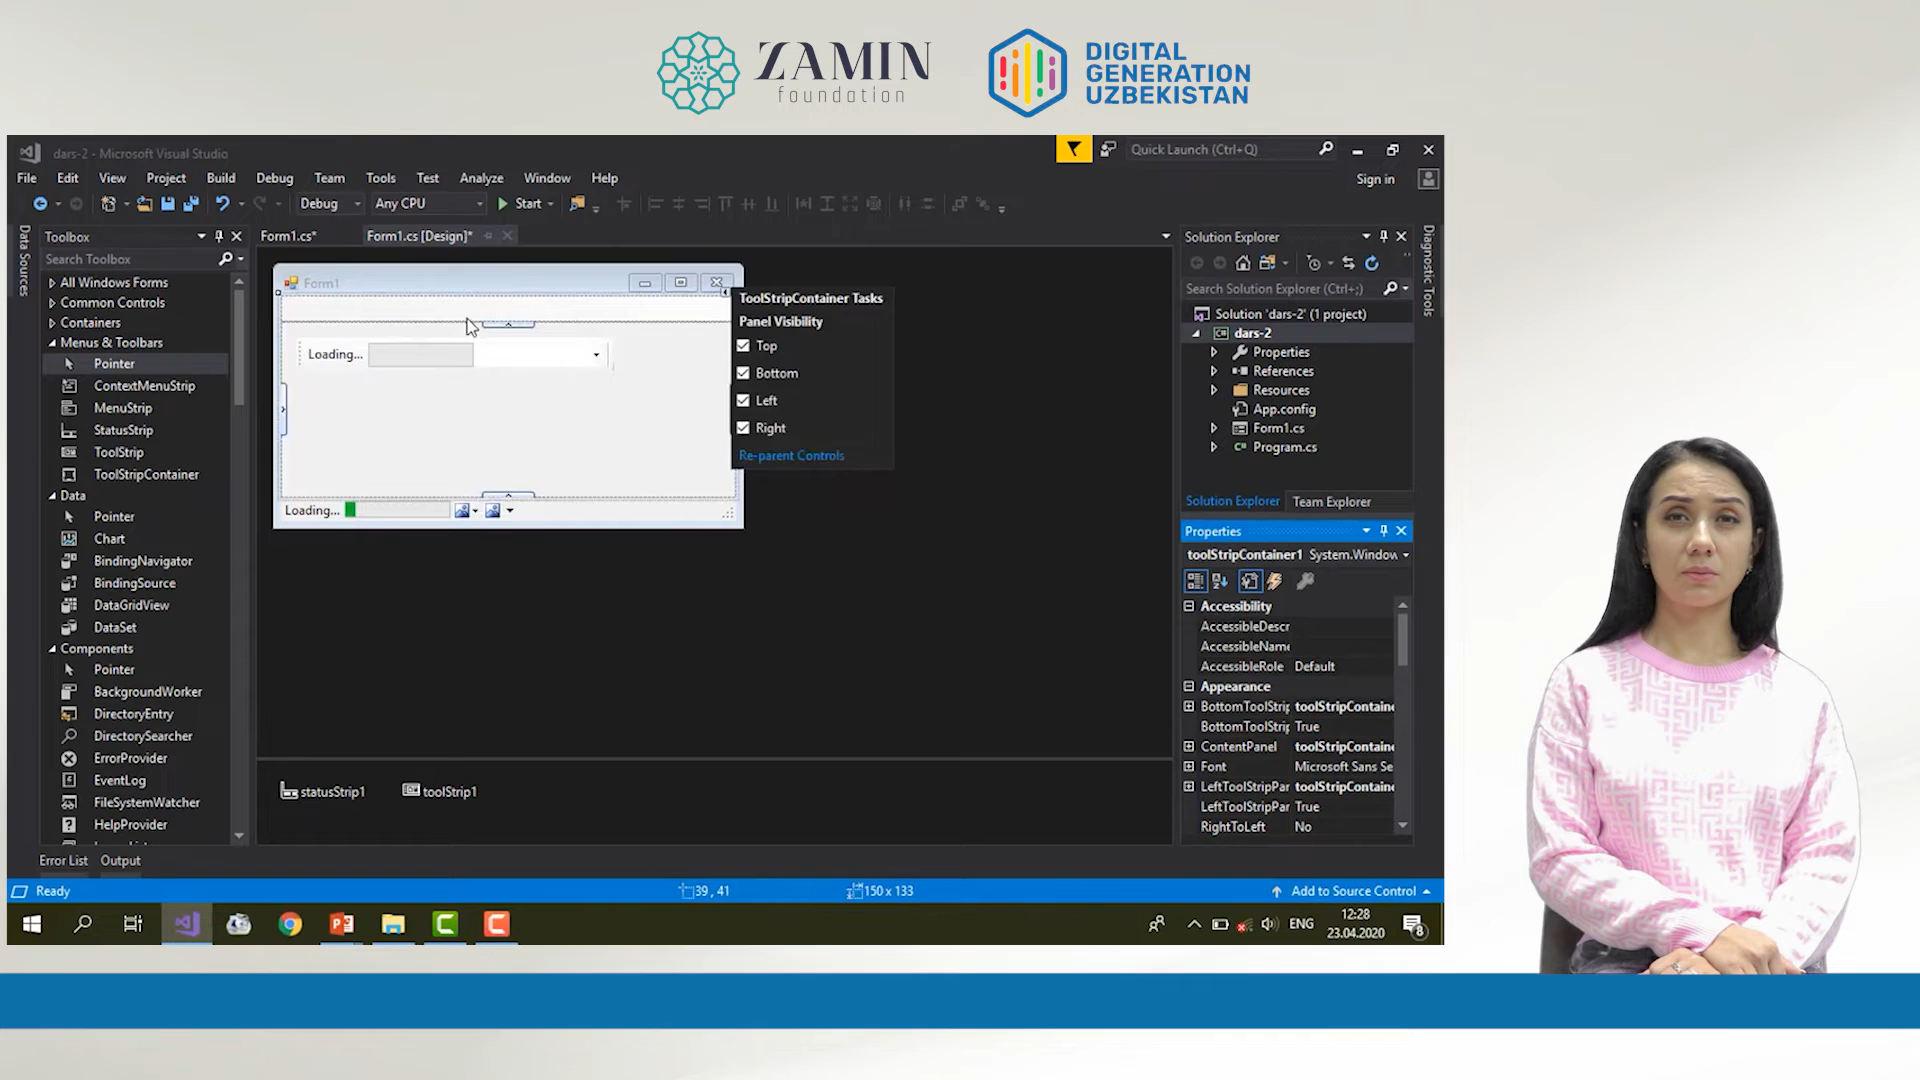 ZAMIN
foundation
DIGITAL
GENERATION
UZBEKISTAN
dars-2 - Microsoft Visual Studio
Quick Launch (Ctrl+Q)
File Edit View Project Build Debug Team Tools Test Analyze Window Help
Sign in
Debug Any CPU Start
Data Sources
Toolbox
Search Toolbox
All Windows Forms
Common Controls
Containers
Menus & Toolbars
Pointer
ContextMenuStrip
MenuStrip
StatusStrip
ToolStrip
ToolStripContainer
Data
Pointer
Chart
BindingNavigator
BindingSource
DataGridView
DataSet
Components
Pointer
BackgroundWorker
DirectoryEntry
DirectorySearcher
ErrorProvider
EventLog
FileSystemWatcher
HelpProvider
Form1.cs* Form1.cs [Design]*
Form1
Loading...
Loading...
ToolStripContainer Tasks
Panel Visibility
Top
Bottom
Left
Right
Re-parent Controls
statusStrip1 toolStrip1
Solution Explorer
Search Solution Explorer (Ctrl+;)
Solution 'dars-2' (1 project)
dars-2
Properties
References
Resources
App.config
Form1.cs
Program.cs
Solution Explorer Team Explorer
Diagnostic Tools
Properties
toolStripContainer1 System.Window
Accessibility
AccessibleDescr
AccessibleName
AccessibleRole Default
Appearance
BottomToolStrip toolStripContaine
BottomToolStrip True
ContentPanel toolStripContaine
Font Microsoft Sans Se
LeftToolStripPar toolStripContaine
LeftToolStripPar True
RightToLeft No
Error List Output
Ready 39 , 41 150 x 133 Add to Source Control
ENG
12:28
23.04.2020
8